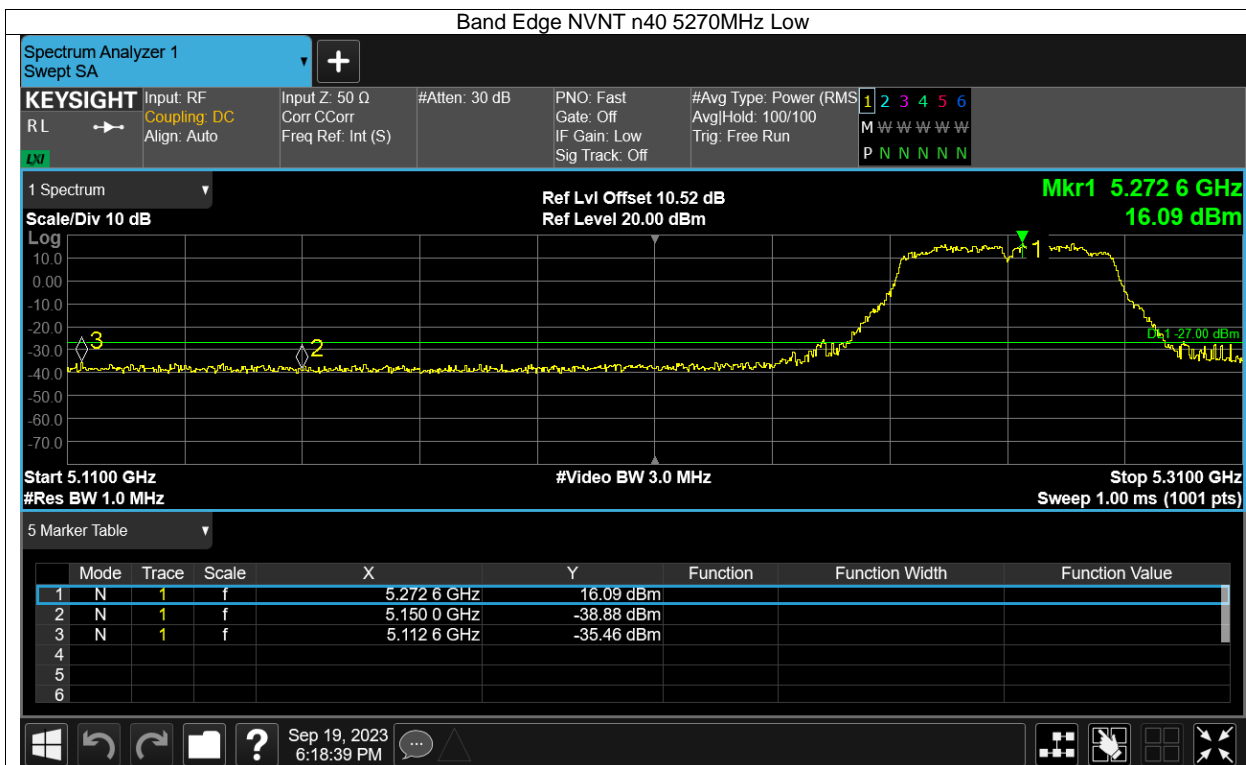 Band Edge NVNT n40 5270MHz Low
Spectrum Analyzer 1
Swept SA
+
KEYSIGHT Input: RF Input Z: 50 Ω #Atten: 30 dB PNO: Fast #Avg Type: Power (RMS 1 2 3 4 5 6
RL Coupling: DC Corr CCorr Gate: Off Avg|Hold: 100/100 M W W W W W
Align: Auto Freq Ref: Int (S) IF Gain: Low Trig: Free Run
LXI Sig Track: Off P N N N N N
1 Spectrum Ref Lvl Offset 10.52 dB Mkr1 5.272 6 GHz
Scale/Div 10 dB Ref Level 20.00 dBm 16.09 dBm
Log
10.0
0.00
-10.0
-20.0
-30.0
-40.0
-50.0
-60.0
-70.0
1
2
3
DL1 -27.00 dBm
Start 5.1100 GHz #Video BW 3.0 MHz Stop 5.3100 GHz
#Res BW 1.0 MHz Sweep 1.00 ms (1001 pts)
5 Marker Table
Mode Trace Scale X Y Function Function Width Function Value
1 N 1 f 5.272 6 GHz 16.09 dBm
2 N 1 f 5.150 0 GHz -38.88 dBm
3 N 1 f 5.112 6 GHz -35.46 dBm
4
5
6
? Sep 19, 2023
6:18:39 PM